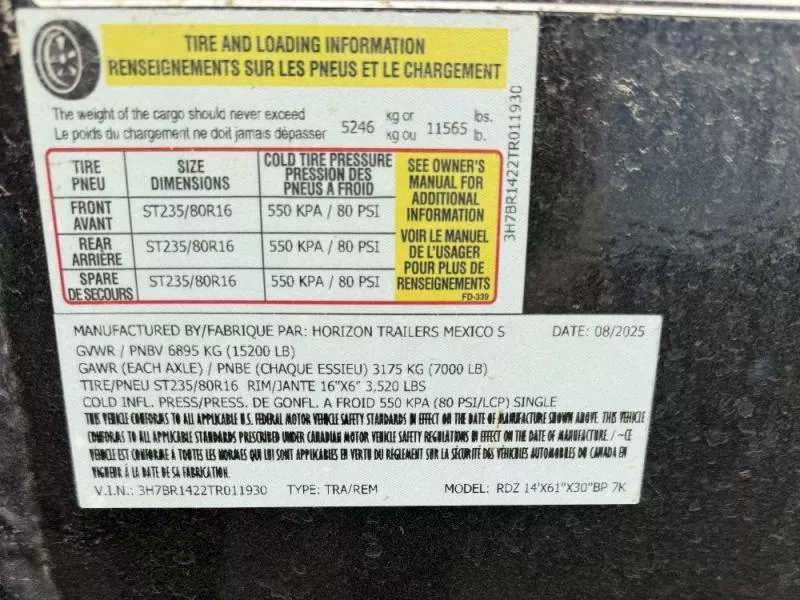 TIRE AND LOADING INFORMATION
RENSEIGNEMENTS SUR LES PNEUS ET LE CHARGEMENT
The weight of the cargo should never exceed 5246 kg or 11565 lbs.
Le poids du chargement ne doit jamais dépasser kg ou lb.
TIRE PNEU SIZE DIMENSIONS COLD TIRE PRESSURE PRESSION DES PNEUS A FROID
FRONT AVANT ST235/80R16 550 KPA / 80 PSI
REAR ARRIÈRE ST235/80R16 550 KPA / 80 PSI
SPARE DE SECOURS ST235/80R16 550 KPA / 80 PSI
SEE OWNER'S
MANUAL FOR
ADDITIONAL
INFORMATION
VOIR LE MANUEL
DE L'USAGER
POUR PLUS DE
RENSEIGNEMENTS
FD-339
3H7BR1422TR011930
MANUFACTURED BY/FABRIQUE PAR: HORIZON TRAILERS MEXICO S DATE: 08/2025
GVWR / PNBV 6895 KG (15200 LB)
GAWR (EACH AXLE) / PNBE (CHAQUE ESSIEU) 3175 KG (7000 LB)
TIRE/PNEU ST235/80R16 RIM/JANTE 16"X6" 3,520 LBS
COLD INFL. PRESS/PRESS. DE GONFL. A FROID 550 KPA (80 PSI/LCP) SINGLE
THIS VEHICLE CONFORMS TO ALL APPLICABLE U.S. FEDERAL MOTOR VEHICLE SAFETY STANDARDS IN EFFECT ON THE DATE OF MANUFACTURE SHOWN ABOVE. THIS VEHICLE
CONFORMS TO ALL APPLICABLE STANDARDS PRESCRIBED UNDER CANADIAN MOTOR VEHICLE SAFETY REGULATIONS IN EFFECT ON THE DATE OF MANUFACTURE. / ~CE
VEHICLE EST CONFORME À TOUTES LES NORMES QUI LUI SONT APPLICABLES EN VERTU DU RÈGLEMENT SUR LA SÉCURITÉ DES VÉHICULES AUTOMOBILES DU CANADA EN
VIGUEUR À LA DATE DE SA FABRICATION.
V.I.N.: 3H7BR1422TR011930 TYPE: TRA/REM MODEL: RDZ 14'X61"X30"BP 7K